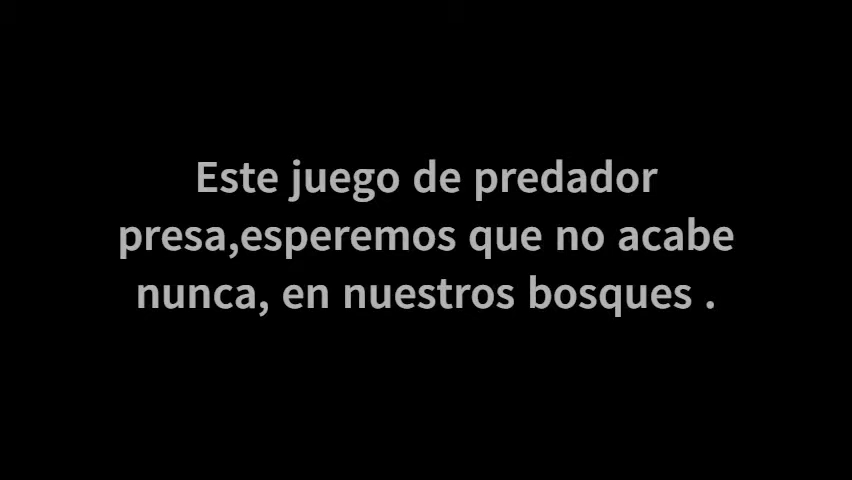 Este juego de predador
presa,esperemos que no acabe
nunca, en nuestros bosques .